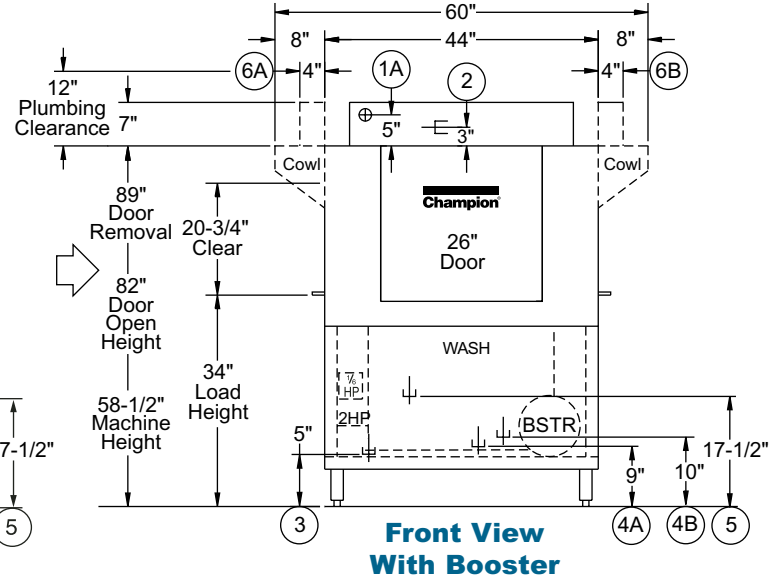 60"
8"
44"
8"
6A
4"
1A
2
4"
6B
12"
Plumbing
Clearance
7"
5"
3"
Cowl
Cowl
89"
Door
Removal
20-3/4"
Clear
Champion
26"
Door
82"
Door
Open
Height
WASH
34"
Load
Height
1/6
HP
58-1/2"
Machine
Height
2HP
BSTR
5"
7-1/2"
17-1/2"
9"
10"
5
3
4A
4B
5
Front View
With Booster